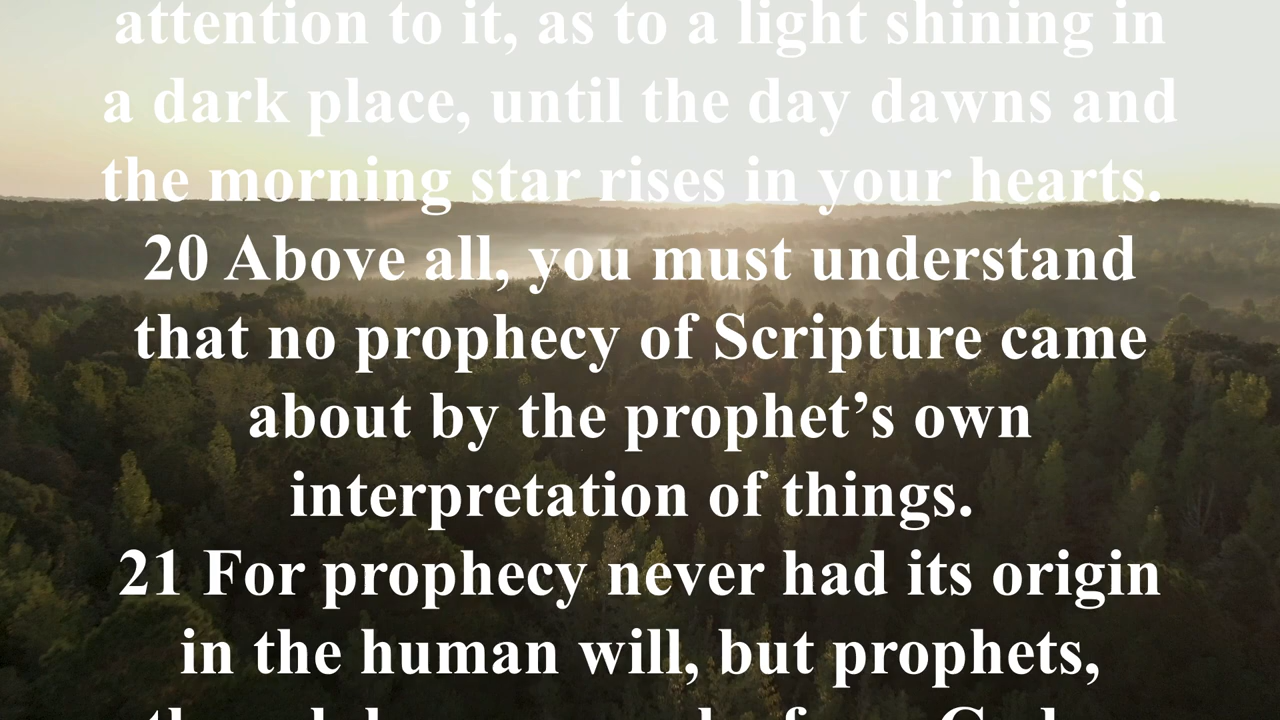 attention to it, as to a light shining in
a dark place, until the day dawns and
the morning star rises in your hearts.
20 Above all, you must understand
that no prophecy of Scripture came
about by the prophet’s own
interpretation of things.
21 For prophecy never had its origin
in the human will, but prophets,